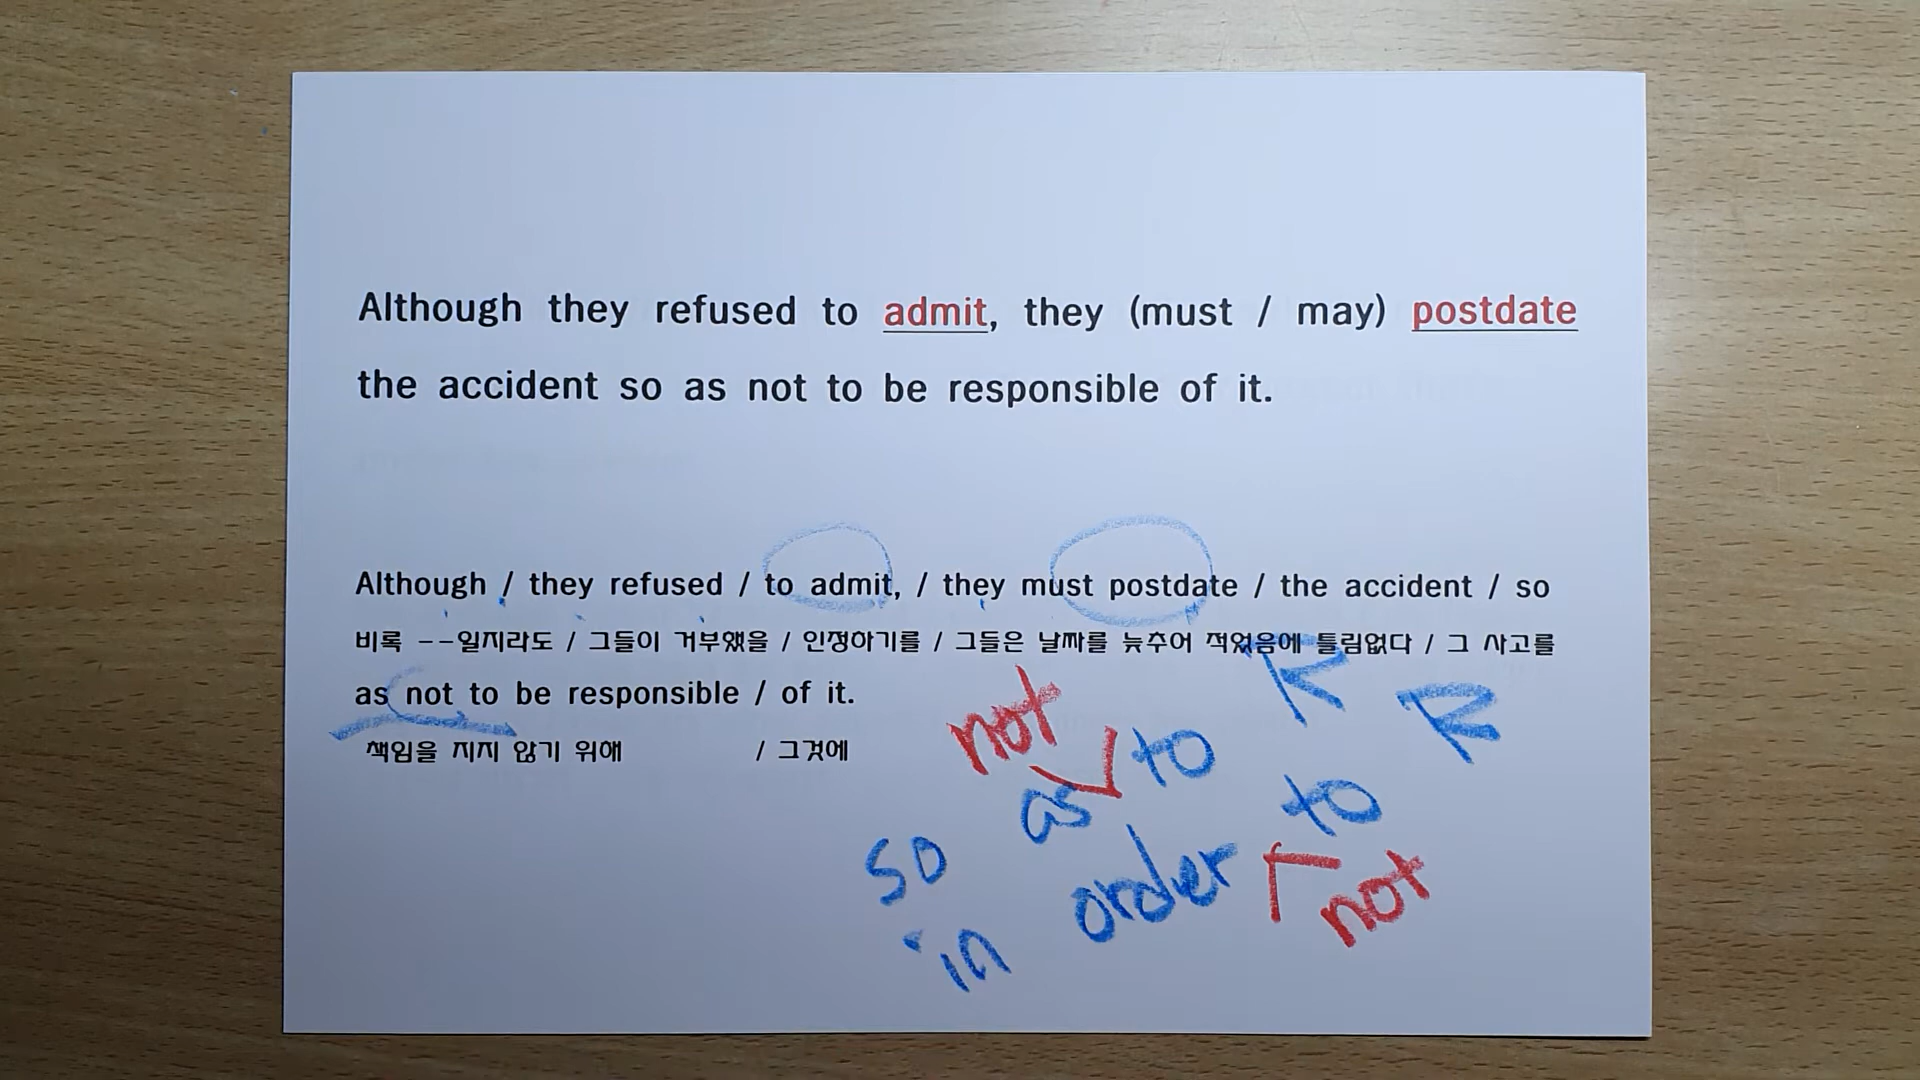 Although they refused to admit, they (must / may) postdate
the accident so as not to be responsible of it.
Although / they refused / to admit, / they must postdate / the accident / so
비록 --일지라도 / 그들이 거부했을 / 인정하기를 / 그들은 날짜를 늦추어 적었음에 틀림없다 / 그 사고를
as not to be responsible / of it.
책임을 지지 않기 위해 / 그것에
not
so as to R
in order to R
not